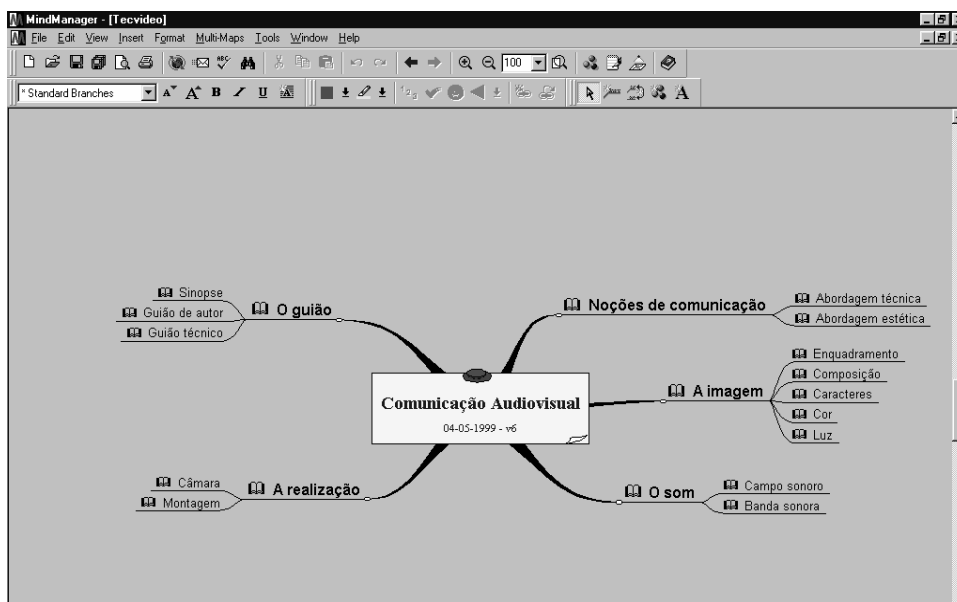 MindManager - [Tecvideo]
File Edit View Insert Format Multi-Maps Tools Window Help
100
* Standard Branches
Sinopse
Guião de autor
Guião técnico
O guião
Noções de comunicação
Abordagem técnica
Abordagem estética
Enquadramento
Composição
Caracteres
Cor
Luz
A imagem
Comunicação Audiovisual
04-05-1999 - v6
Câmara
Montagem
A realização
O som
Campo sonoro
Banda sonora